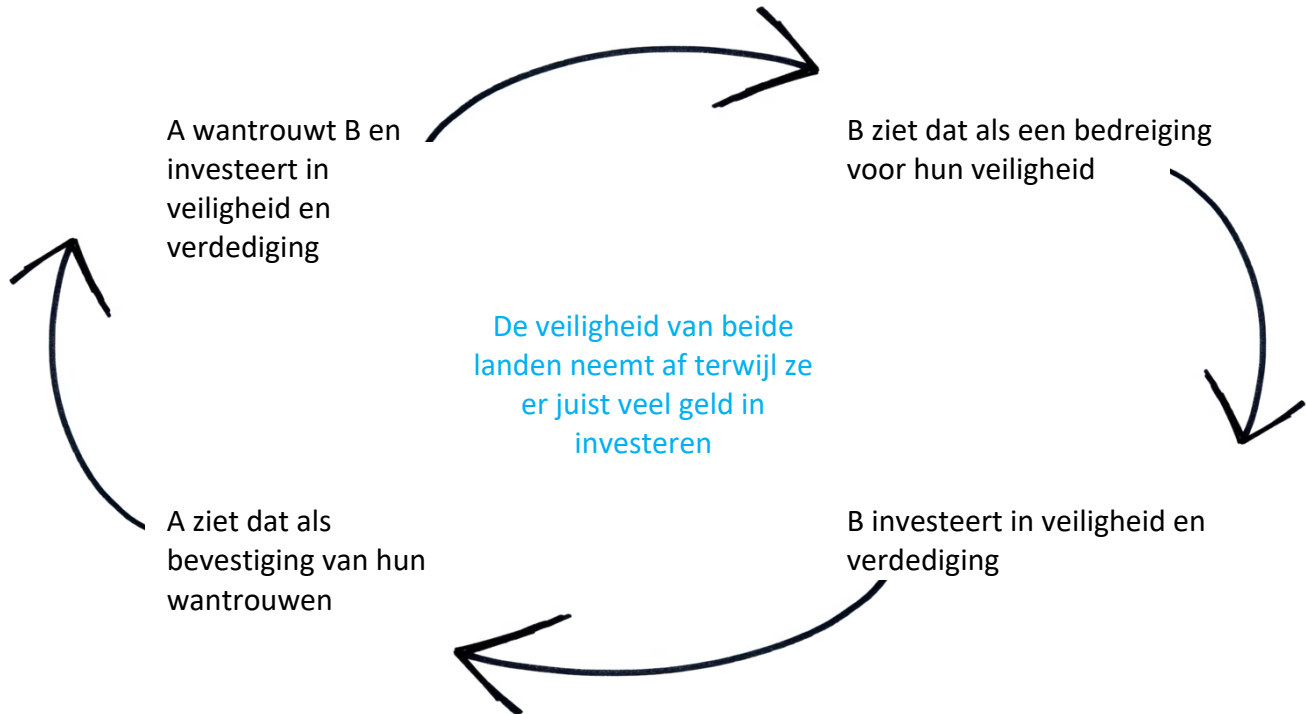 A wantrouwt B en
investeert in
veiligheid en
verdediging
B ziet dat als een bedreiging
voor hun veiligheid
De veiligheid van beide
landen neemt af terwijl ze
er juist veel geld in
investeren
A ziet dat als
bevestiging van hun
wantrouwen
B investeert in veiligheid en
verdediging